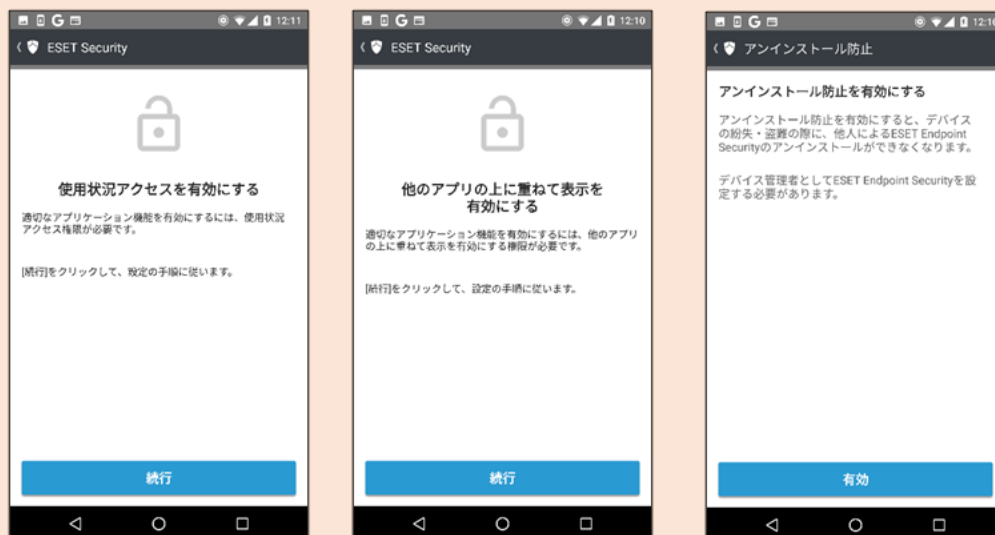 12:11
ESET Security
使用状況アクセスを有効にする
適切なアプリケーション機能を有効にするには、使用状況
アクセス権限が必要です。
[続行]をクリックして、設定の手順に従います。
続行
12:10
ESET Security
他のアプリの上に重ねて表示を
有効にする
適切なアプリケーション機能を有効にするには、他のアプリ
の上に重ねて表示を有効にする権限が必要です。
[続行]をクリックして、設定の手順に従います。
続行
12:10
アンインストール防止
アンインストール防止を有効にする
アンインストール防止を有効にすると、デバイス
の紛失・盗難の際に、他人によるESET Endpoint
Securityのアンインストールができなくなります。
デバイス管理者としてESET Endpoint Securityを設
定する必要があります。
有効